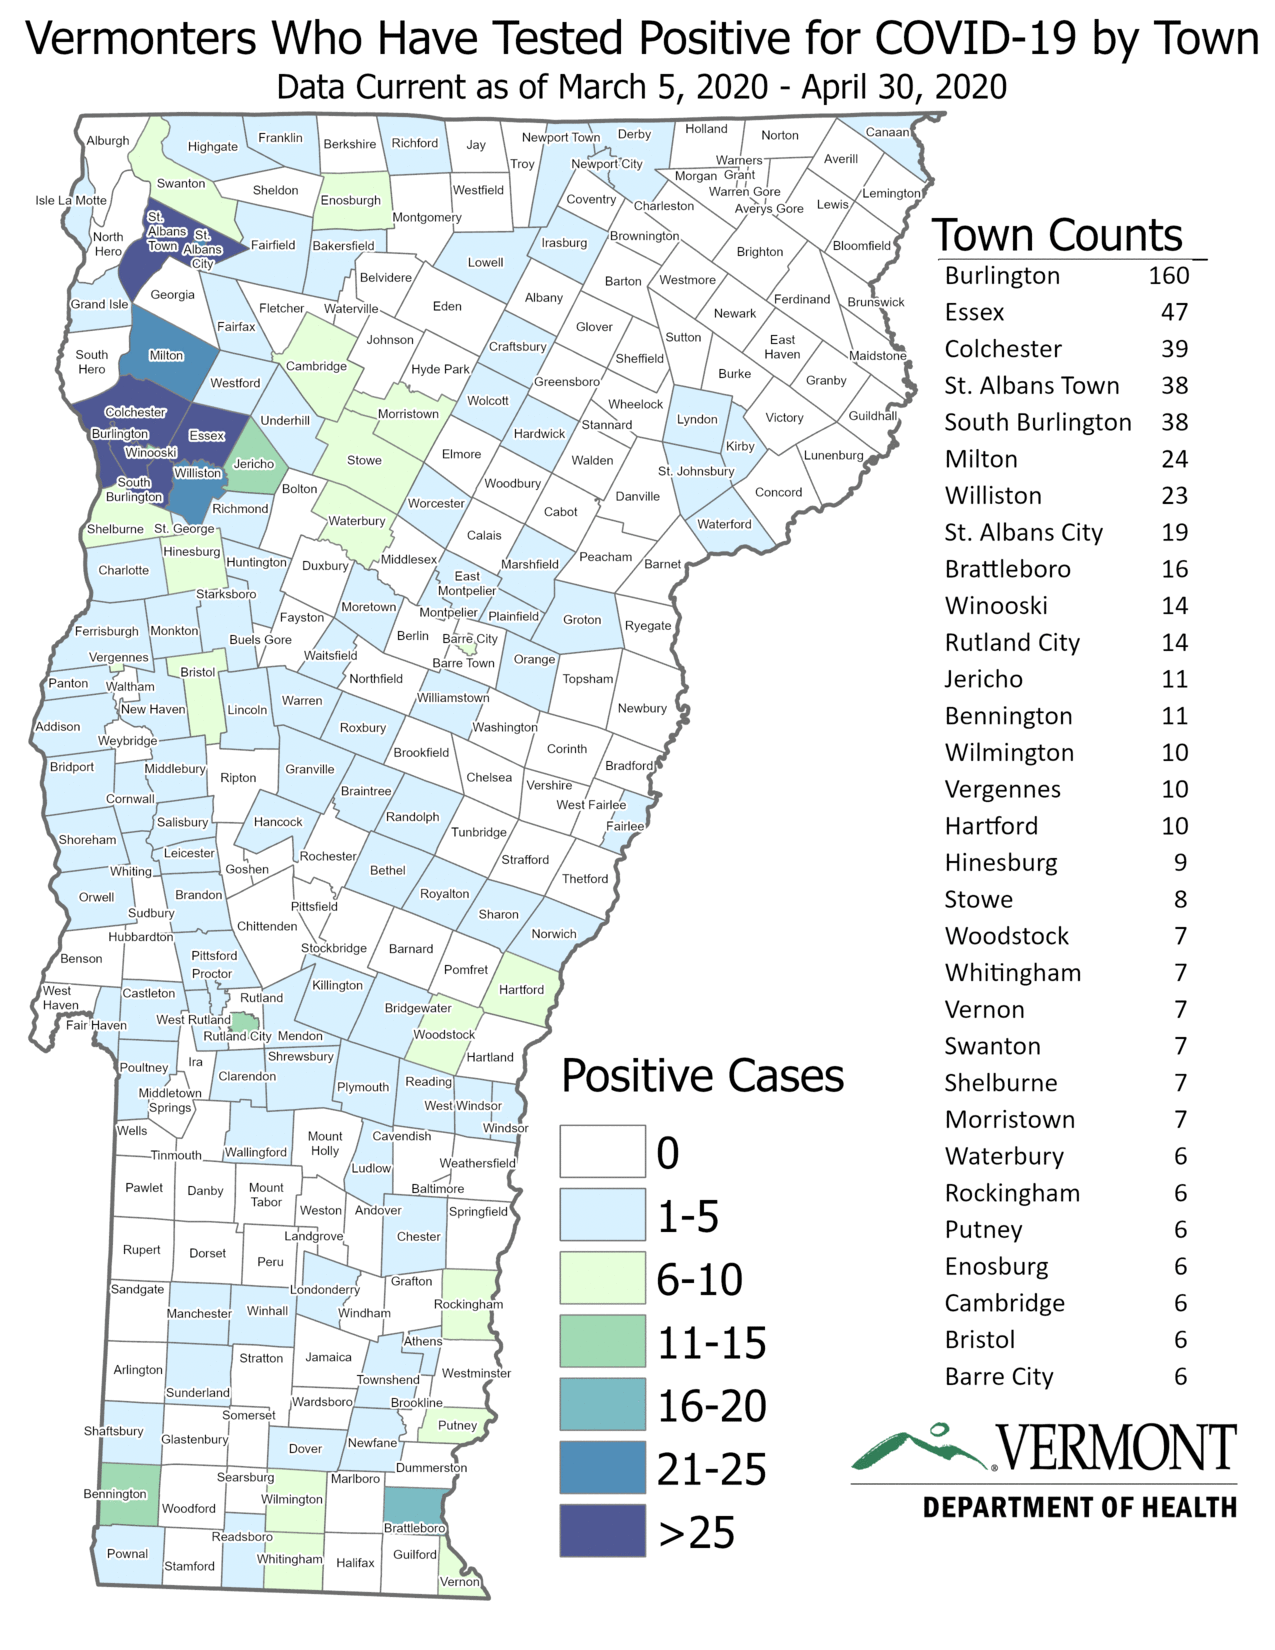 Vermonters Who Have Tested Positive for COVID-19 by Town
Data Current as of March 5, 2020 - April 30, 2020
Alburgh
Highgate
Franklin
Berkshire
Richford
Jay
Troy
Newport Town
Derby
Holland
Norton
Canaan
Newport City
Morgan
Warners Grant
Warren Gore
Averys Gore
Averill
Lemington
Lewis
Isle La Motte
Swanton
Sheldon
Enosburgh
Montgomery
Westfield
Coventry
Charleston
Brownington
Brighton
Bloomfield
North Hero
St. Albans Town
St. Albans City
Fairfield
Bakersfield
Belvidere
Lowell
Irasburg
Barton
Westmore
Ferdinand
Brunswick
Grand Isle
Georgia
Fairfax
Fletcher
Waterville
Eden
Albany
Glover
Newark
East Haven
Maidstone
South Hero
Milton
Westford
Cambridge
Johnson
Hyde Park
Craftsbury
Greensboro
Sheffield
Sutton
Burke
Granby
Guildhall
Colchester
Burlington
Winooski
Essex
Underhill
Jericho
Morristown
Wolcott
Hardwick
Stannard
Wheelock
Lyndon
Kirby
Victory
Lunenburg
South Burlington
Williston
Stowe
Elmore
Woodbury
Walden
Danville
St. Johnsbury
Concord
Waterford
Shelburne
St. George
Richmond
Bolton
Waterbury
Worcester
Calais
Cabot
Peacham
Barnet
Charlotte
Hinesburg
Huntington
Duxbury
Middlesex
East Montpelier
Marshfield
Ferrisburgh
Monkton
Starksboro
Buels Gore
Fayston
Moretown
Montpelier
Berlin
Barre City
Barre Town
Plainfield
Groton
Ryegate
Vergennes
Panton
Waltham
New Haven
Bristol
Lincoln
Warren
Waitsfield
Northfield
Williamstown
Orange
Topsham
Newbury
Addison
Weybridge
Bridport
Middlebury
Ripton
Granville
Roxbury
Brookfield
Washington
Chelsea
Corinth
Vershire
Bradford
West Fairlee
Fairlee
Cornwall
Salisbury
Hancock
Braintree
Randolph
Tunbridge
Strafford
Thetford
Shoreham
Whiting
Leicester
Goshen
Rochester
Bethel
Royalton
Sharon
Norwich
Orwell
Sudbury
Brandon
Chittenden
Pittsfield
Stockbridge
Barnard
Pomfret
Hartford
Benson
Hubbardton
Pittsford
Proctor
West Haven
Castleton
Fair Haven
West Rutland
Rutland
Rutland City
Mendon
Killington
Bridgewater
Woodstock
Hartland
Poultney
Ira
Clarendon
Shrewsbury
Plymouth
Reading
West Windsor
Windsor
Middletown Springs
Wells
Tinmouth
Wallingford
Mount Holly
Ludlow
Cavendish
Weathersfield
Baltimore
Pawlet
Danby
Mount Tabor
Weston
Andover
Chester
Springfield
Landgrove
Rupert
Dorset
Peru
Londonderry
Windham
Grafton
Rockingham
Sandgate
Manchester
Winhall
Jamaica
Athens
Townshend
Westminster
Arlington
Sunderland
Stratton
Wardsboro
Brookline
Putney
Shaftsbury
Glastenbury
Somerset
Dover
Newfane
Dummerston
Bennington
Woodford
Searsburg
Wilmington
Marlboro
Brattleboro
Pownal
Stamford
Readsboro
Whitingham
Halifax
Guilford
Vernon
Town Counts
Burlington 160
Essex 47
Colchester 39
St. Albans Town 38
South Burlington 38
Milton 24
Williston 23
St. Albans City 19
Brattleboro 16
Winooski 14
Rutland City 14
Jericho 11
Bennington 11
Wilmington 10
Vergennes 10
Hartford 10
Hinesburg 9
Stowe 8
Woodstock 7
Whitingham 7
Vernon 7
Swanton 7
Shelburne 7
Morristown 7
Waterbury 6
Rockingham 6
Putney 6
Enosburg 6
Cambridge 6
Bristol 6
Barre City 6
Positive Cases
0
1-5
6-10
11-15
16-20
21-25
>25
VERMONT
DEPARTMENT OF HEALTH